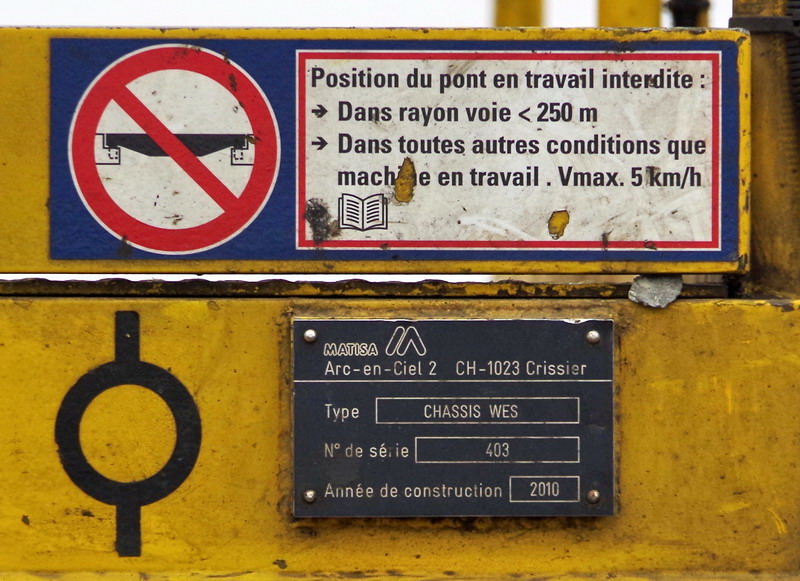 Position du pont en travail interdite :
→ Dans rayon voie < 250 m
→ Dans toutes autres conditions que
machine en travail . Vmax. 5 km/h
MATISA
Arc-en-Ciel 2 CH-1023 Crissier
Type CHASSIS WES
N° de série 403
Année de construction 2010